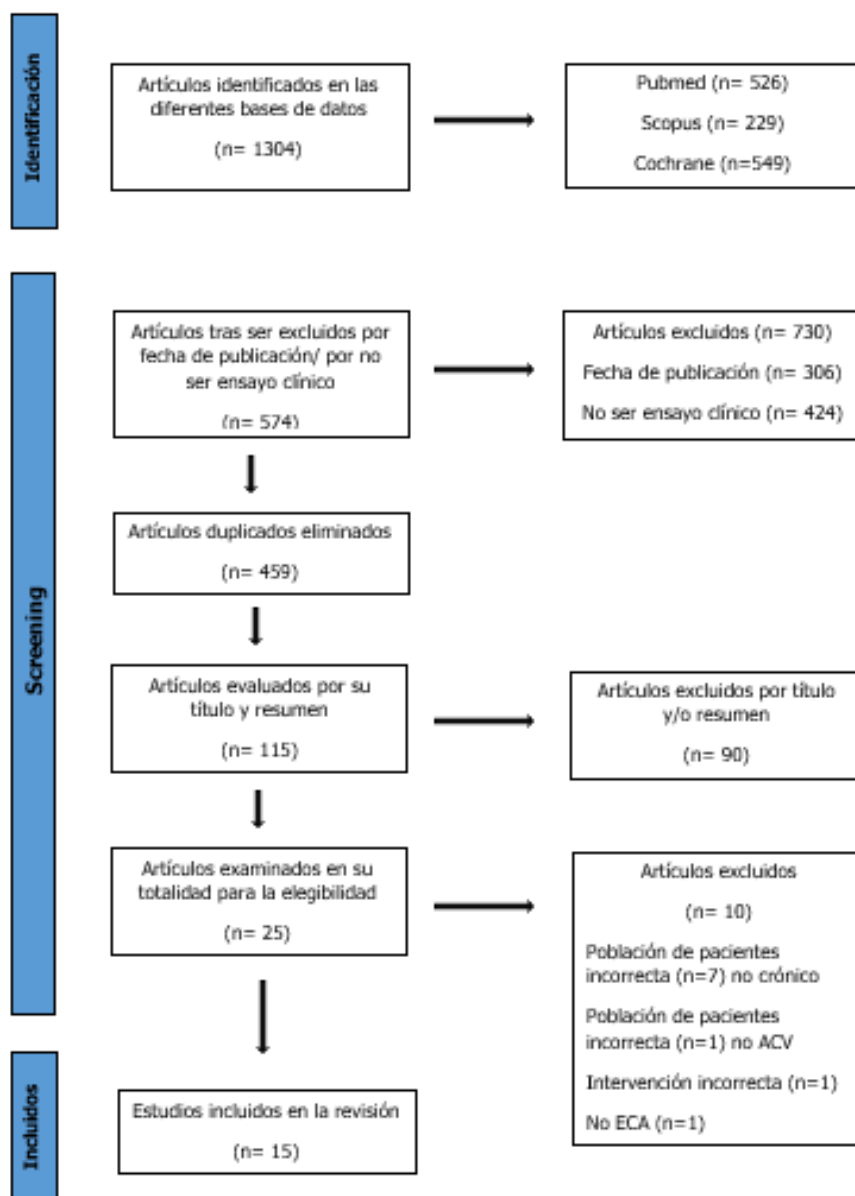 Identificación
Artículos identificados en las
diferentes bases de datos
(n= 1304)
Pubmed (n= 526)
Scopus (n= 229)
Cochrane (n=549)
Screening
Artículos tras ser excluidos por
fecha de publicación/ por no
ser ensayo clínico
(n= 574)
Artículos excluidos (n= 730)
Fecha de publicación (n= 306)
No ser ensayo clínico (n= 424)
Artículos duplicados eliminados
(n= 459)
Artículos evaluados por su
título y resumen
(n= 115)
Artículos excluidos por título
y/o resumen
(n= 90)
Artículos examinados en su
totalidad para la elegibilidad
(n= 25)
Artículos excluidos
(n= 10)
Población de pacientes
incorrecta (n=7) no crónico
Población de pacientes
incorrecta (n=1) no ACV
Intervención incorrecta (n=1)
No ECA (n=1)
Incluidos
Estudios incluidos en la revisión
(n= 15)